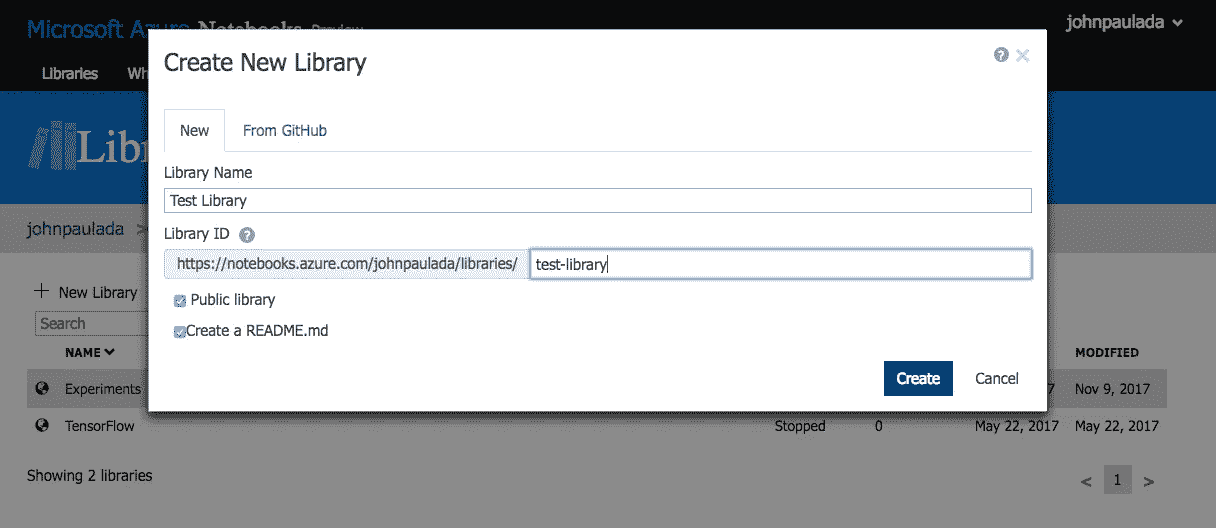 Microsoft Azure Notebooks Preview
johnpaulada
Libraries Wh
Create New Library
New From GitHub
Libr
Library Name
Test Library
Library ID
https://notebooks.azure.com/johnpaulada/libraries/ test-library
johnpaulada >
Public library
New Library
Create a README.md
Search
NAME MODIFIED
Create Cancel
Experiments 7 Nov 9, 2017
TensorFlow Stopped 0 May 22, 2017 May 22, 2017
Showing 2 libraries
< 1 >